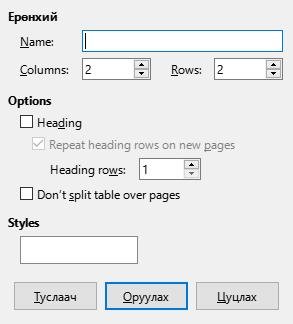 Ерөнхий
Name:
Columns: 2 Rows: 2
Options
Heading
Repeat heading rows on new pages
Heading rows: 1
Don't split table over pages
Styles
Туслаач Оруулах Цуцлах